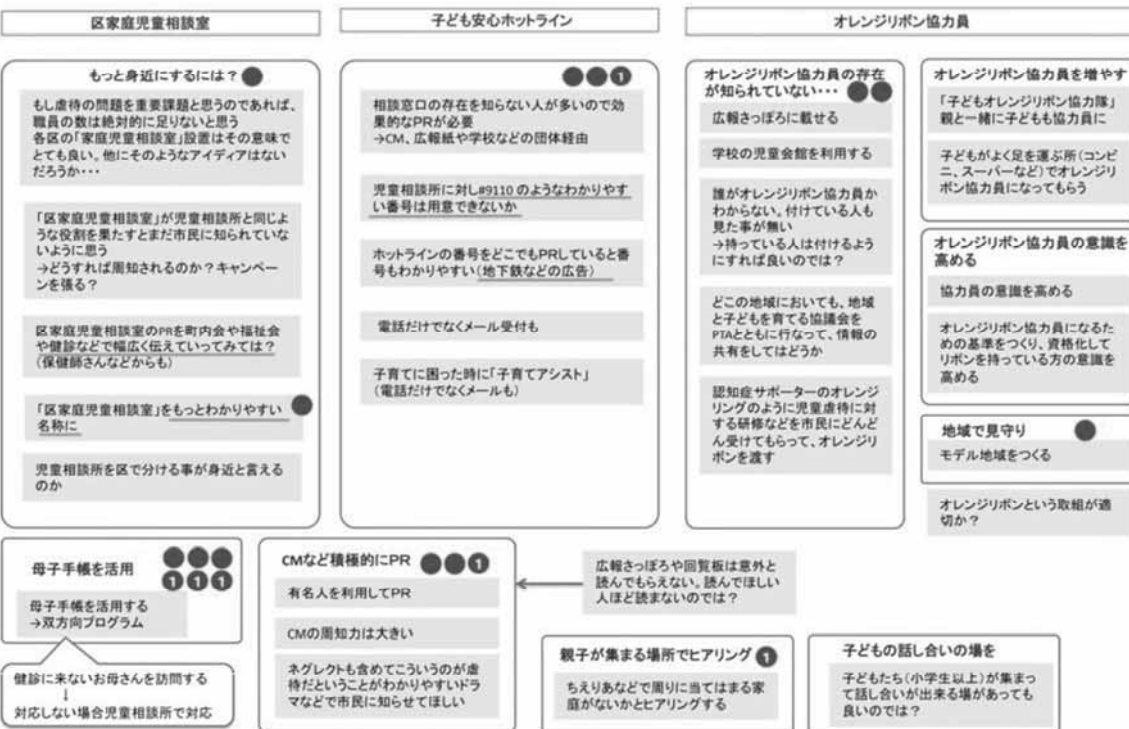 区家庭児童相談室
もっと身近にするには？
もし虐待の問題を重要課題と思うのであれば、
職員の数は絶対的に足りないと思う
各区の「家庭児童相談室」設置はその意味で
とても良い。他にそのようなアイディアはない
だろうか・・・
「区家庭児童相談室」が児童相談所と同じよ
うな役割を果たすとまだ市民に知られていな
いように思う
→どうすれば周知されるのか？キャンペー
ンを張る？
区家庭児童相談室のPRを町内会や福祉会
や健診などで幅広く伝えていってみては？
（保健師さんなどからも）
「区家庭児童相談室」をもっとわかりやすい
名称に
児童相談所を区で分ける事が身近と言える
のか
子ども安心ホットライン
1
相談窓口の存在を知らない人が多いので効
果的なPRが必要
→CM、広報紙や学校などの団体経由
児童相談所に対し#9110 のようなわかりやす
い番号は用意できないか
ホットラインの番号をどこでもPRしていると番
号もわかりやすい（地下鉄などの広告）
電話だけでなくメール受付も
子育てに困った時に「子育てアシスト」
（電話だけでなくメールも）
オレンジリボン協力員
オレンジリボン協力員の存在
が知られていない・・・
広報さっぽろに載せる
学校の児童会館を利用する
誰がオレンジリボン協力員か
わからない。付けている人も
見た事が無い
→持っている人は付けるよう
にすれば良いのでは？
どこの地域においても、地域
と子どもを育てる協議会を
PTAとともに行なって、情報の
共有をしてはどうか
認知症サポーターのオレンジ
リングのように児童虐待に対
する研修などを市民にどんど
ん受けてもらって、オレンジリ
ボンを渡す
オレンジリボン協力員を増やす
「子どもオレンジリボン協力隊」
親と一緒に子どもも協力員に
子どもがよく足を運ぶ所（コンビ
ニ、スーパーなど）でオレンジリ
ボン協力員になってもらう
オレンジリボン協力員の意識を
高める
協力員の意識を高める
オレンジリボン協力員になるた
めの基準をつくり、資格化して
リボンを持っている方の意識を
高める
地域で見守り
モデル地域をつくる
オレンジリボンという取組が適
切か？
母子手帳を活用
1 1 1
母子手帳を活用する
→双方向プログラム
健診に来ないお母さんを訪問する
↓
対応しない場合児童相談所で対応
CMなど積極的にPR
1
有名人を利用してPR
CMの周知力は大きい
ネグレクトも含めてこういうのが虐
待だということがわかりやすいドラ
マなどで市民に知らせてほしい
広報さっぽろや回覧板は意外と
読んでもらえない。読んでほしい
人ほど読まないのでは？
親子が集まる場所でヒアリング 1
ちえりあなどで周りに当てはまる家
庭がないかとヒアリングする
子どもの話し合いの場を
子どもたち（小学生以上）が集まっ
て話し合いが出来る場があっても
良いのでは？